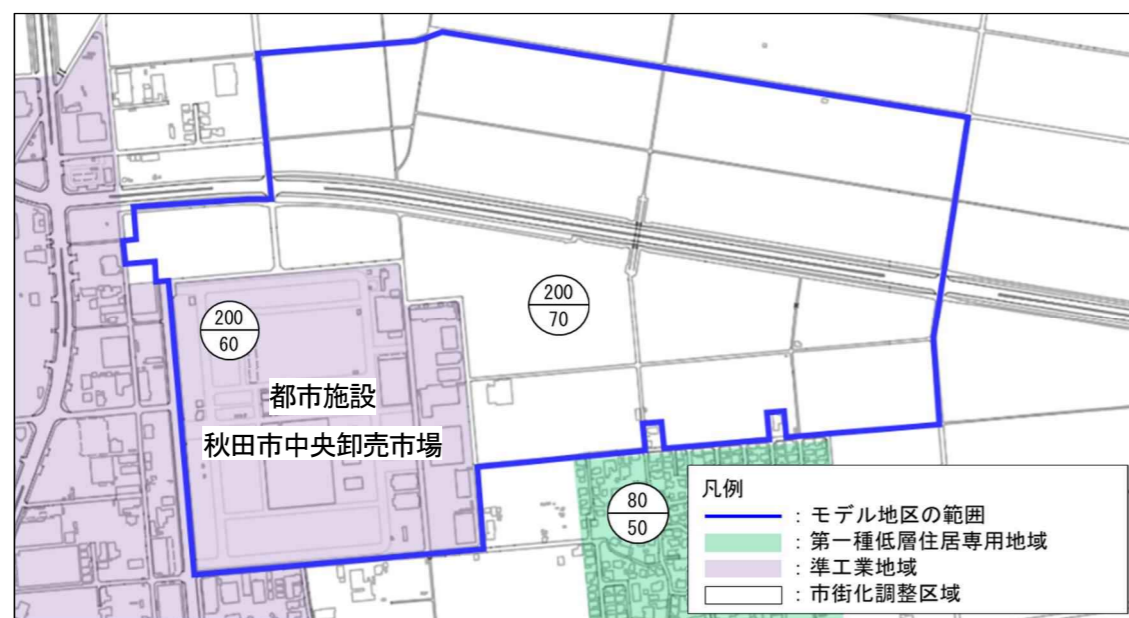 200
60
200
70
都市施設
秋田市中央卸売市場
80
50
凡例
：モデル地区の範囲
：第一種低層住居専用地域
：準工業地域
：市街化調整区域